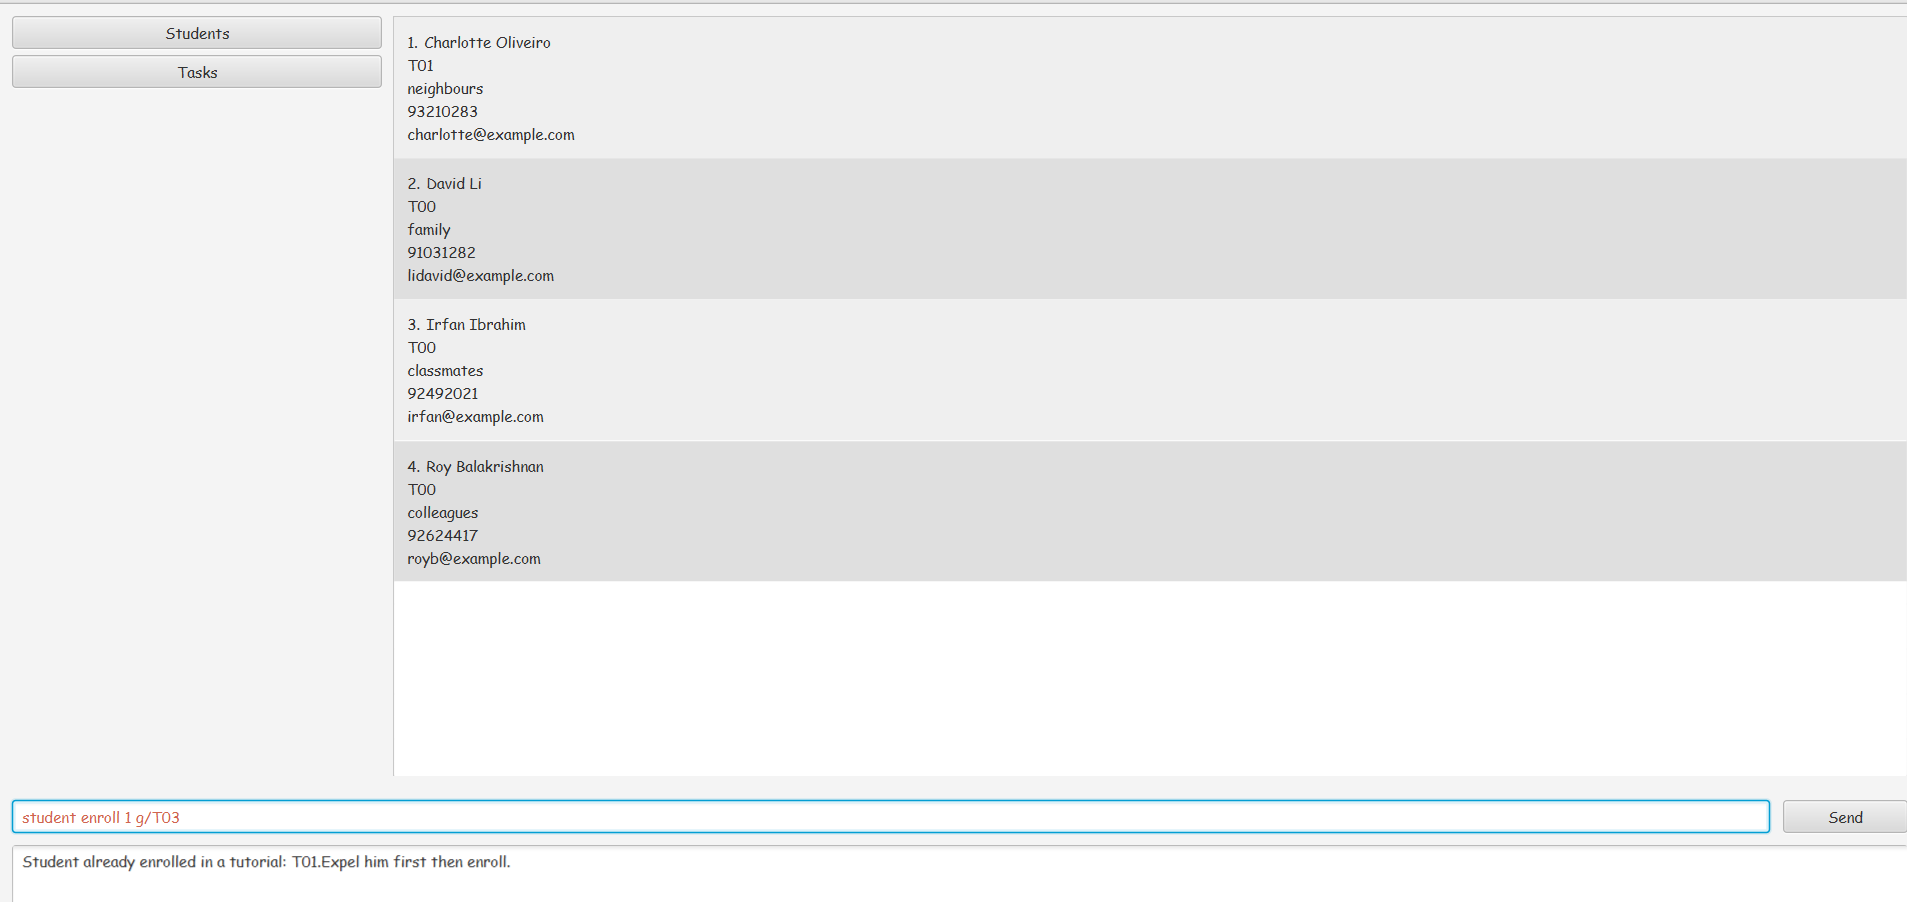 Students
Tasks
1. Charlotte Oliveiro
T01
neighbours
93210283
charlotte@example.com
2. David Li
T00
family
91031282
lidavid@example.com
3. Irfan Ibrahim
T00
classmates
92492021
irfan@example.com
4. Roy Balakrishnan
T00
colleagues
92624417
royb@example.com
student enroll 1 g/T03
Send
Student already enrolled in a tutorial: T01.Expel him first then enroll.